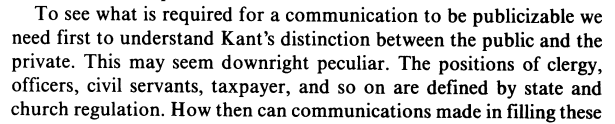 To see what is required for a communication to be publicizable we
need first to understand Kant's distinction between the public and the
private. This may seem downright peculiar. The positions of clergy,
officers, civil servants, taxpayer, and so on are defined by state and
church regulation. How then can communications made in filling these